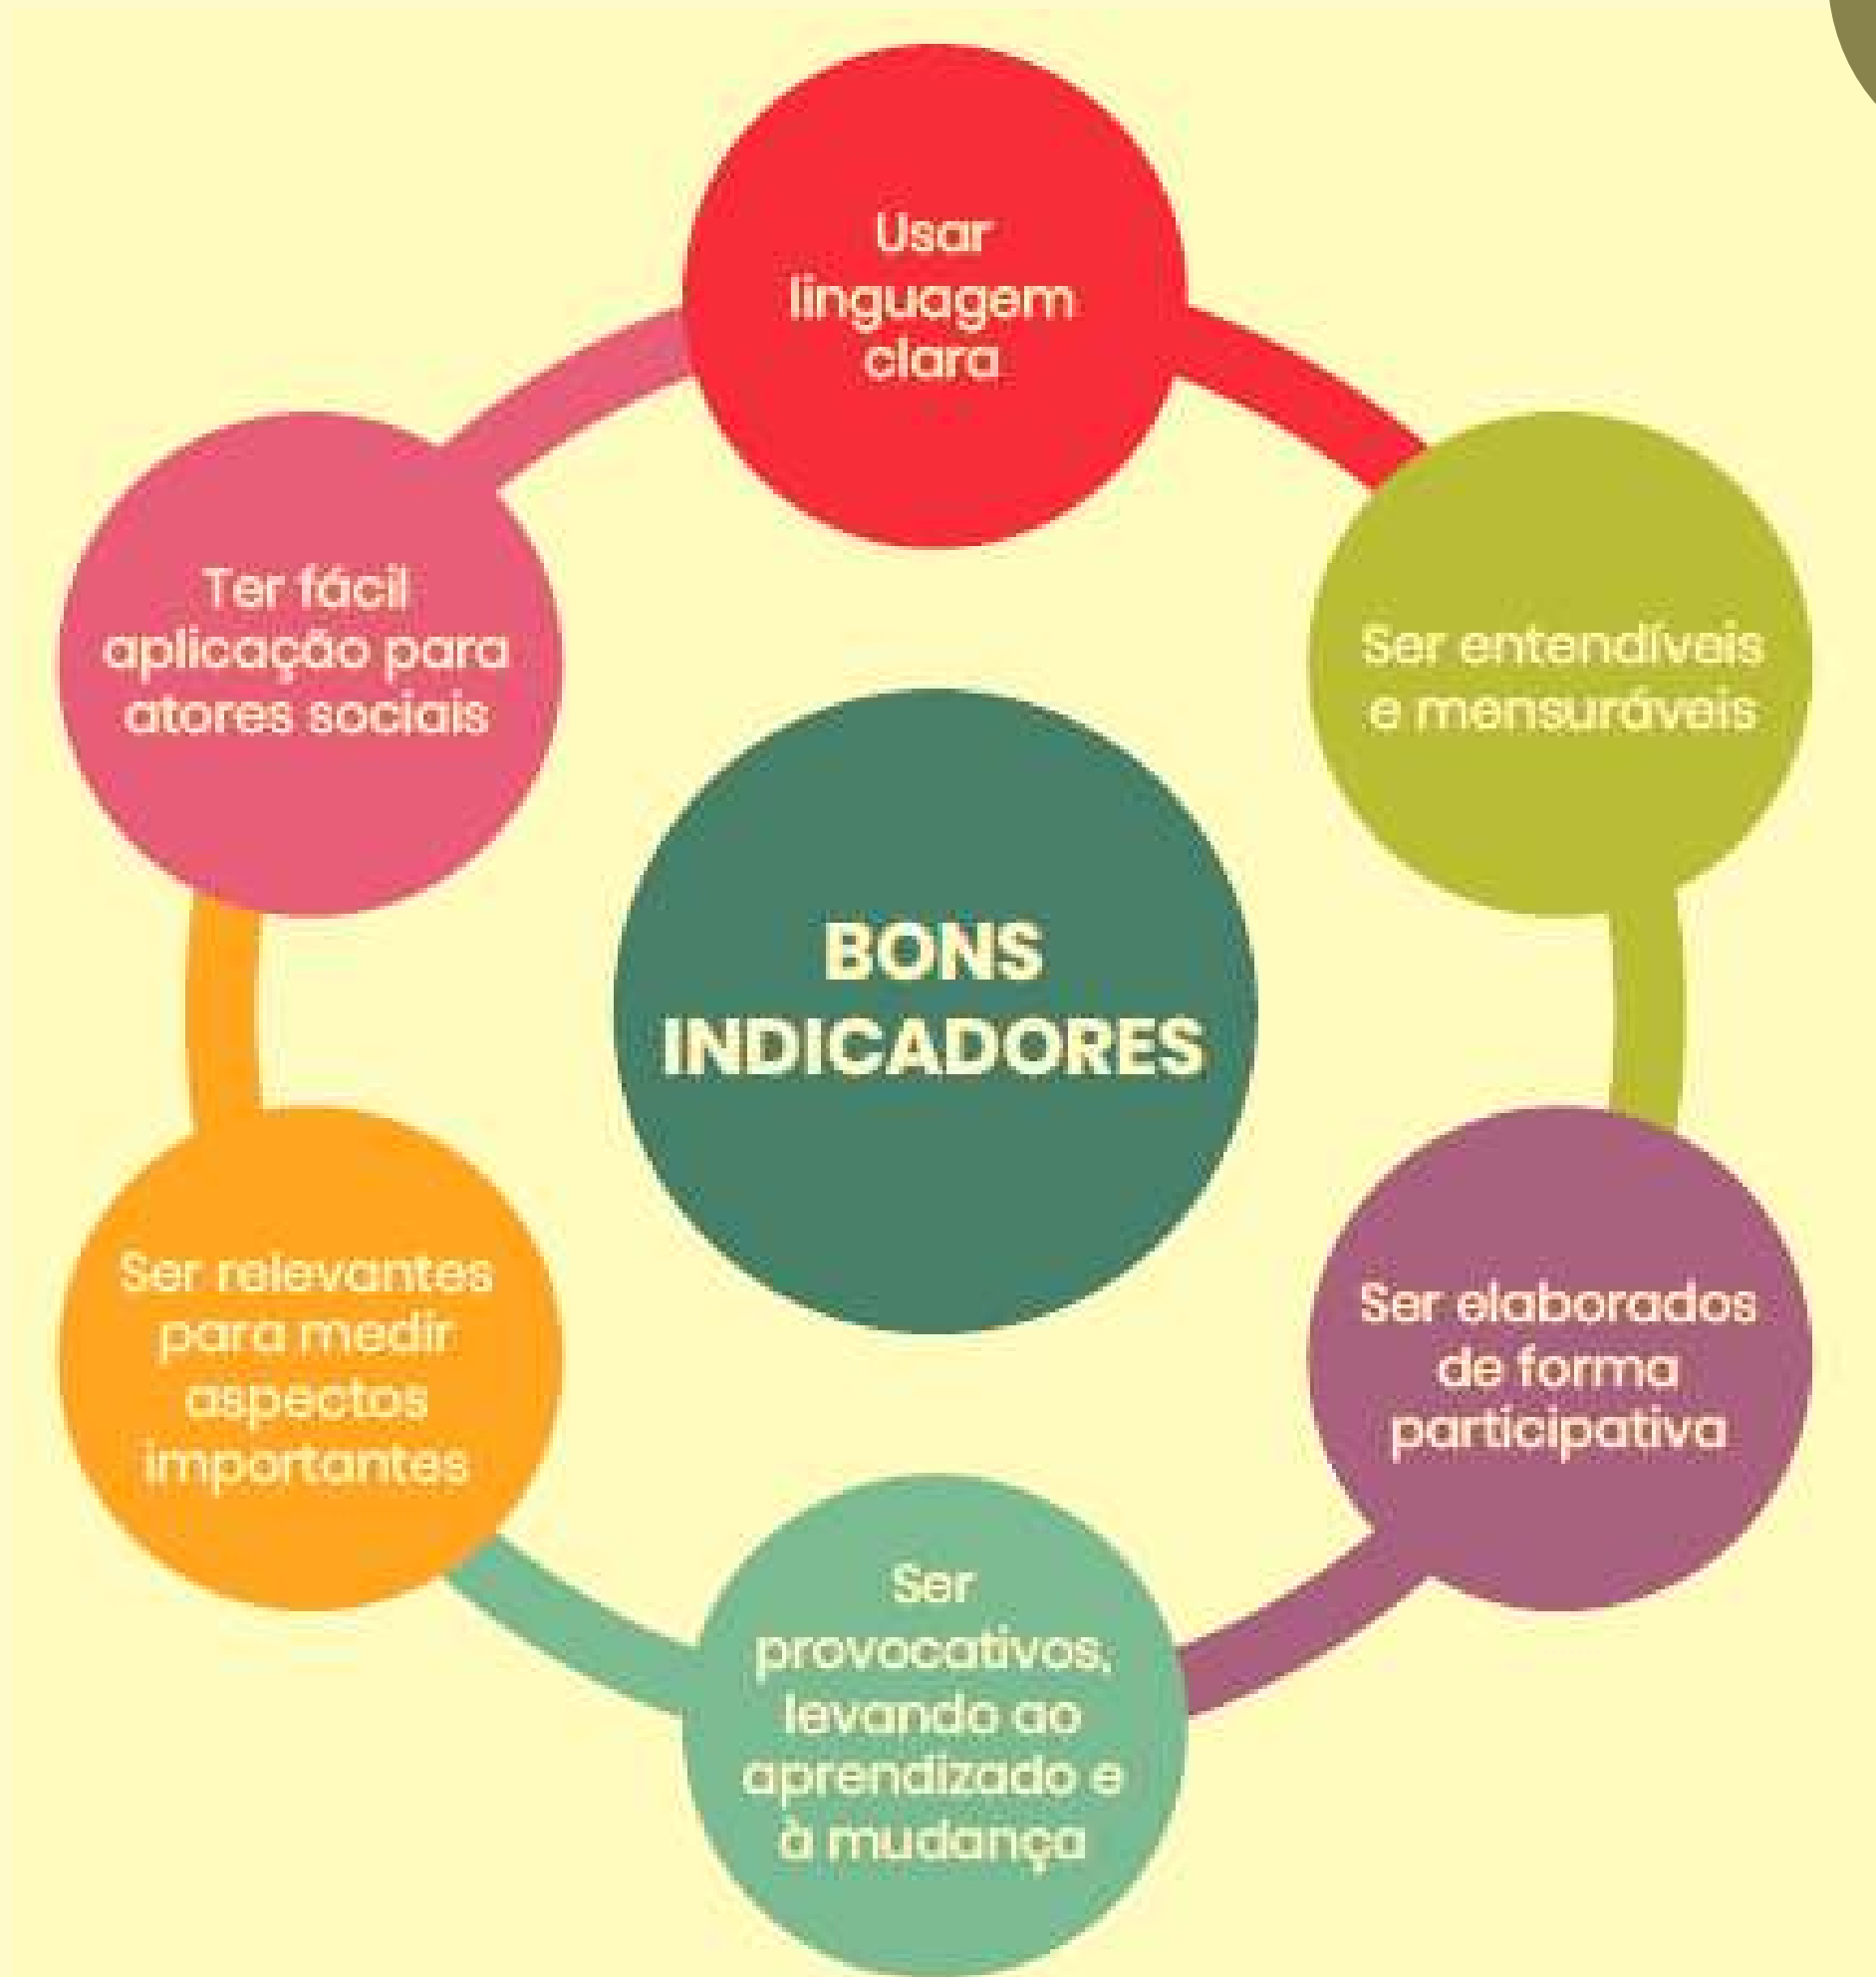 Usar
linguagem
clara
Ser entendíveis
e mensuráveis
Ser elaborados
de forma
participativa
Ser
provocativos,
levando ao
aprendizado e
à mudança
Ser relevantes
para medir
aspectos
importantes
Ter fácil
aplicação para
atores sociais
BONS
INDICADORES